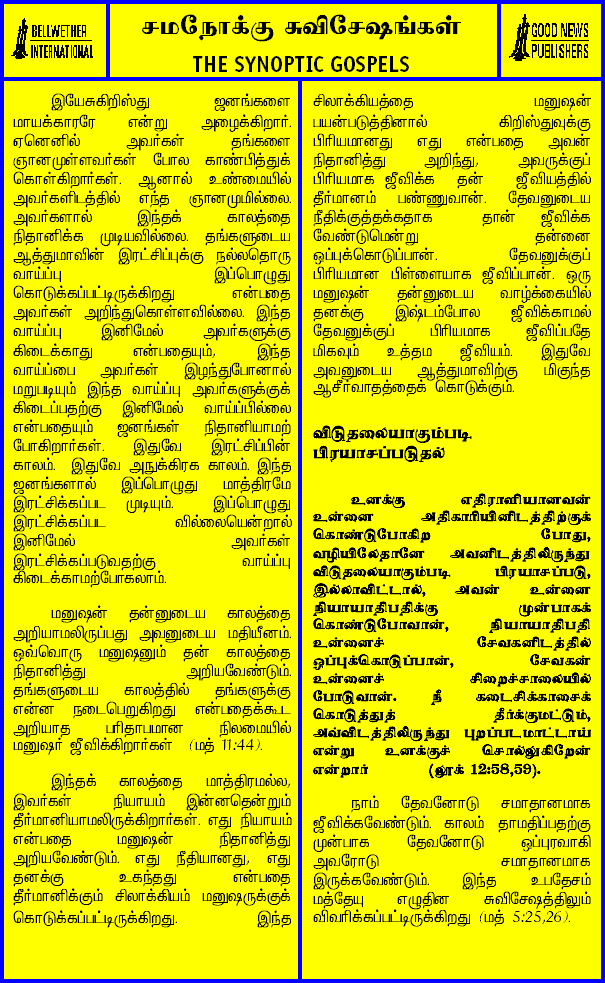 BELLWETHER
INTERNATIONAL
சமநோக்கு சுவிசேஷங்கள்
THE SYNOPTIC GOSPELS
GOOD NEWS
PUBLISHERS
இயேசுகிறிஸ்து ஜனங்களை
மாயக்காரரே என்று அழைக்கிறார்.
ஏனெனில் அவர்கள் தங்களை
ஞானமுள்ளவர்கள் போல காண்பித்துக்
கொள்கிறார்கள். ஆனால் உண்மையில்
அவர்களிடத்தில் எந்த ஞானமுமில்லை.
அவர்களால் இந்தக் காலத்தை
நிதானிக்க முடியவில்லை. தங்களுடைய
ஆத்துமாவின் இரட்சிப்புக்கு நல்லதொரு
வாய்ப்பு இப்பொழுது
கொடுக்கப்பட்டிருக்கிறது என்பதை
அவர்கள் அறிந்துகொள்ளவில்லை. இந்த
வாய்ப்பு இனிமேல் அவர்களுக்கு
கிடைக்காது என்பதையும், இந்த
வாய்ப்பை அவர்கள் இழந்துபோனால்
மறுபடியும் இந்த வாய்ப்பு அவர்களுக்குக்
கிடைப்பதற்கு இனிமேல் வாய்ப்பில்லை
என்பதையும் ஜனங்கள் நிதானியாமற்
போகிறார்கள். இதுவே இரட்சிப்பின்
காலம். இதுவே அநுக்கிரக காலம். இந்த
ஜனங்களால் இப்பொழுது மாத்திரமே
இரட்சிக்கப்பட முடியும். இப்பொழுது
இரட்சிக்கப்பட வில்லையென்றால்
இனிமேல் அவர்கள்
இரட்சிக்கப்படுவதற்கு வாய்ப்பு
கிடைக்காமற்போகலாம்.
மனுஷன் தன்னுடைய காலத்தை
அறியாமலிருப்பது அவனுடைய மதியீனம்.
ஒவ்வொரு மனுஷனும் தன் காலத்தை
நிதானித்து அறியவேண்டும்.
தங்களுடைய காலத்தில் தங்களுக்கு
என்ன நடைபெறுகிறது என்பதைக்கூட
அறியாத பரிதாபமான நிலமையில்
மனுஷர் ஜீவிக்கிறார்கள் (மத் 11:44).
இந்தக் காலத்தை மாத்திரமல்ல,
இவர்கள் நியாயம் இன்னதென்றும்
தீர்மானியாமலிருக்கிறார்கள். எது நியாயம்
என்பதை மனுஷன் நிதானித்து
அறியவேண்டும். எது நீதியானது, எது
தனக்கு உகந்தது என்பதை
தீர்மானிக்கும் சிலாக்கியம் மனுஷருக்குக்
கொடுக்கப்பட்டிருக்கிறது. இந்த
சிலாக்கியத்தை மனுஷன்
பயன்படுத்தினால் கிறிஸ்துவுக்கு
பிரியமானது எது என்பதை அவன்
நிதானித்து அறிந்து, அவருக்குப்
பிரியமாக ஜீவிக்க தன் ஜீவியத்தில்
தீர்மானம் பண்ணுவான். தேவனுடைய
நீதிக்குத்தக்கதாக தான் ஜீவிக்க
வேண்டுமென்று தன்னை
ஒப்புக்கொடுப்பான். தேவனுக்குப்
பிரியமான பிள்ளையாக ஜீவிப்பான். ஒரு
மனுஷன் தன்னுடைய வாழ்க்கையில்
தனக்கு இஷ்டம்போல ஜீவிக்காமல்
தேவனுக்குப் பிரியமாக ஜீவிப்பதே
மிகவும் உத்தம ஜீவியம். இதுவே
அவனுடைய ஆத்துமாவிற்கு மிகுந்த
ஆசீர்வாதத்தைக் கொடுக்கும்.
விடுதலையாகும்படி.
பிரயாசப்படுதல்
உனக்கு எதிராளியானவன்
உன்னை அதிகாரியினிடத்திற்குக்
கொண்டுபோகிற போது,
வழியிலேதானே அவனிடத்திலிருந்து
விடுதலையாகும்படி. பிரயாசப்படு,
இல்லாவிட்டால், அவன் உன்னை
நியாயாதிபதிக்கு முன்பாகக்
கொண்டுபோவான், நியாயாதிபதி
உன்னைச் சேவகனிடத்தில்
ஒப்புக்கொடுப்பான், சேவகன்
உன்னைச் சிறைச்சாலையில்
போடுவான். நீ கடைசிக்காசைக்
கொடுத்துத் தீர்க்குமட்டும்,
அவ்விடத்திலிருந்து புறப்படமாட்டாய்
என்று உனக்குச் சொல்லுகிறேன்
என்றார் (லூக் 12:58,59).
நாம் தேவனோடு சமாதானமாக
ஜீவிக்கவேண்டும். காலம் தாமதிப்பதற்கு
முன்பாக தேவனோடு ஒப்புரவாகி
அவரோடு சமாதானமாக
இருக்கவேண்டும். இந்த உபதேசம்
மத்தேயு எழுதின சுவிசேஷத்திலும்
விவரிக்கப்பட்டிருக்கிறது (மத் 5:25,26).